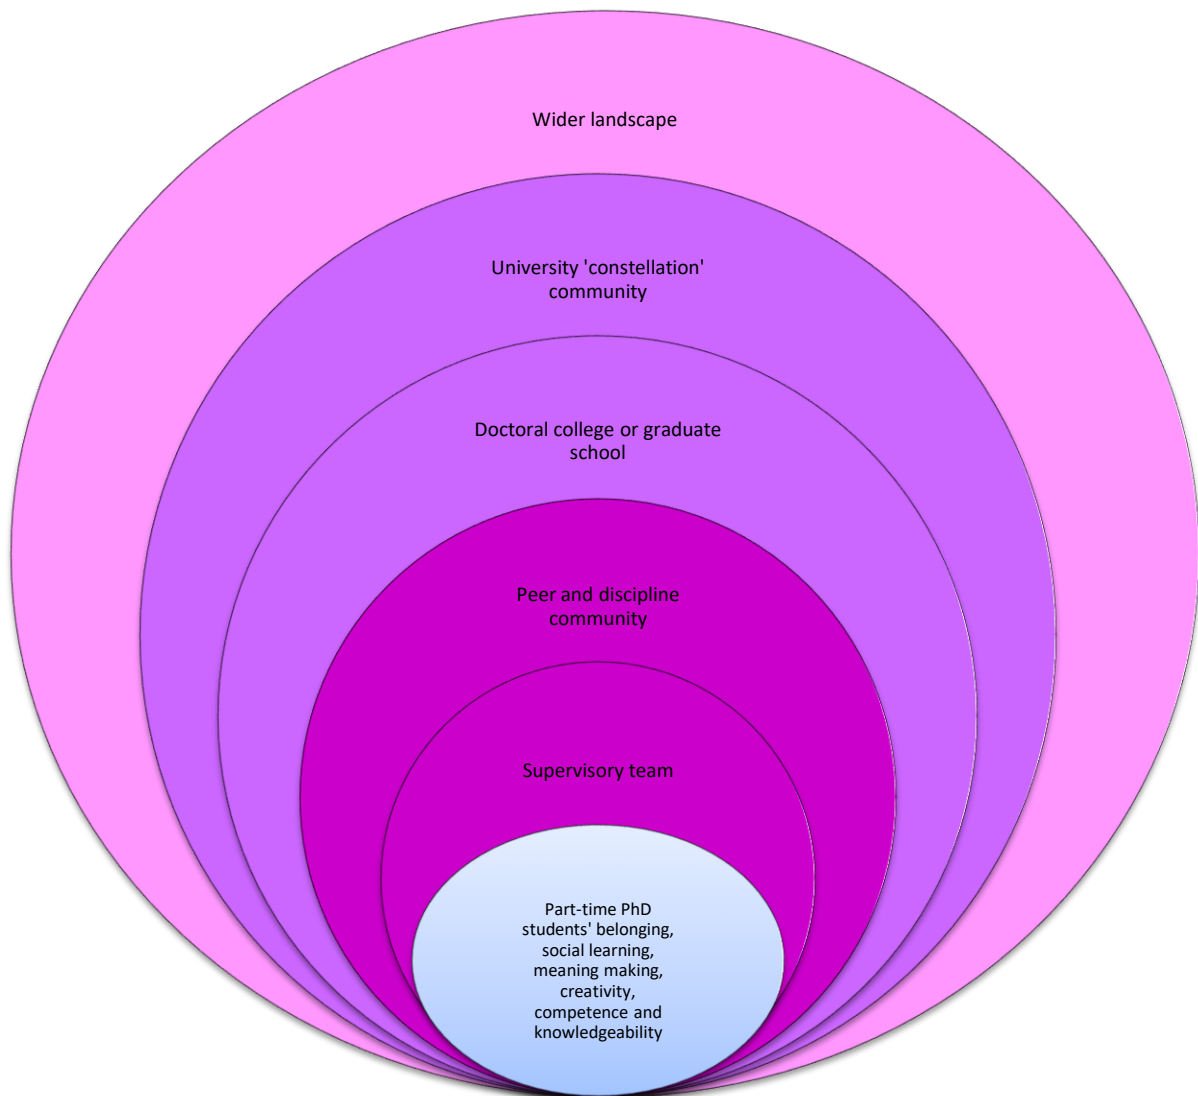 Wider landscape
University 'constellation'
community
Doctoral college or graduate
school
Peer and discipline
community
Supervisory team
Part-time PhD
students' belonging,
social learning,
meaning making,
creativity,
competence and
knowledgeability